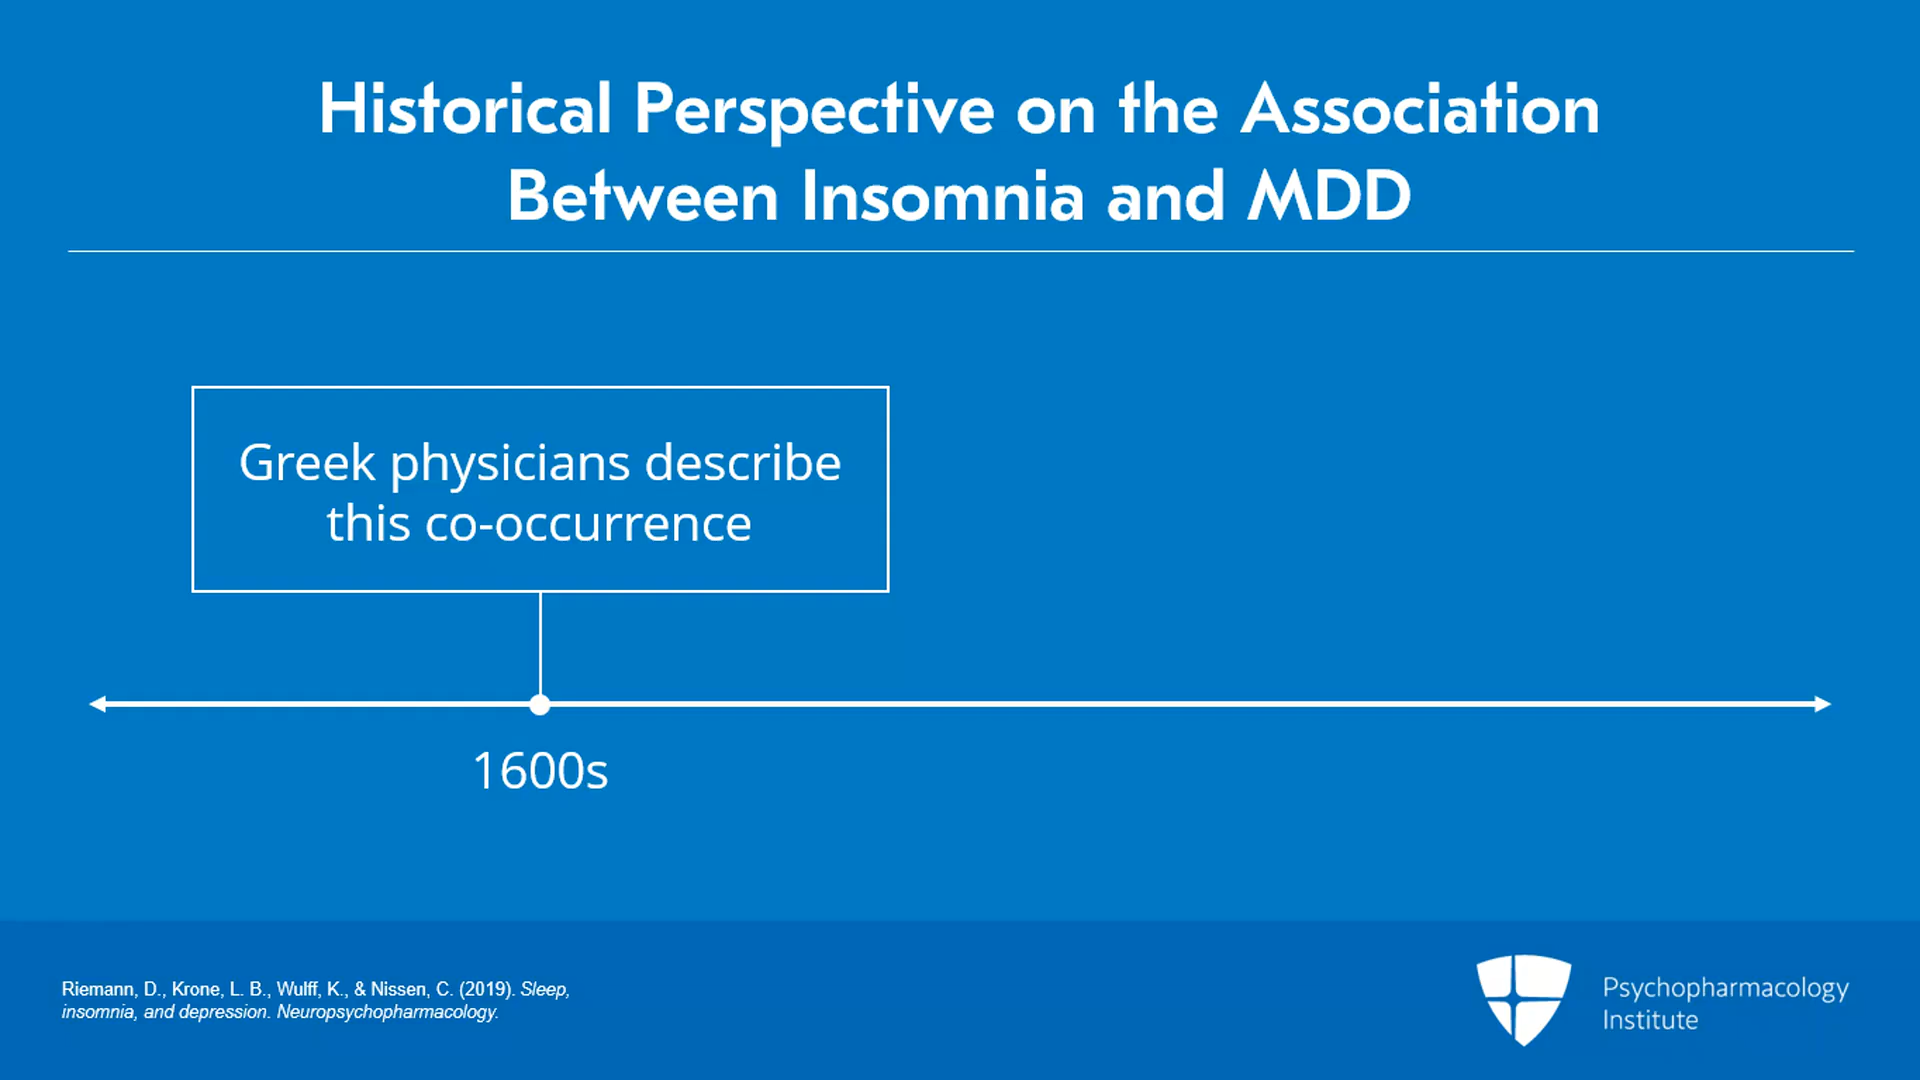 Historical Perspective on the Association
Between Insomnia and MDD
Greek physicians describe
this co-occurrence
1600s
Riemann, D., Krone, L. B., Wulff, K., & Nissen, C. (2019). Sleep,
insomnia, and depression. Neuropsychopharmacology.
Psychopharmacology
Institute